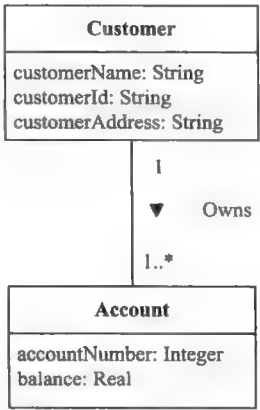 Customer
customerName: String
customerId: String
customerAddress: String
1
Owns
1..*
Account
accountNumber: Integer
balance: Real